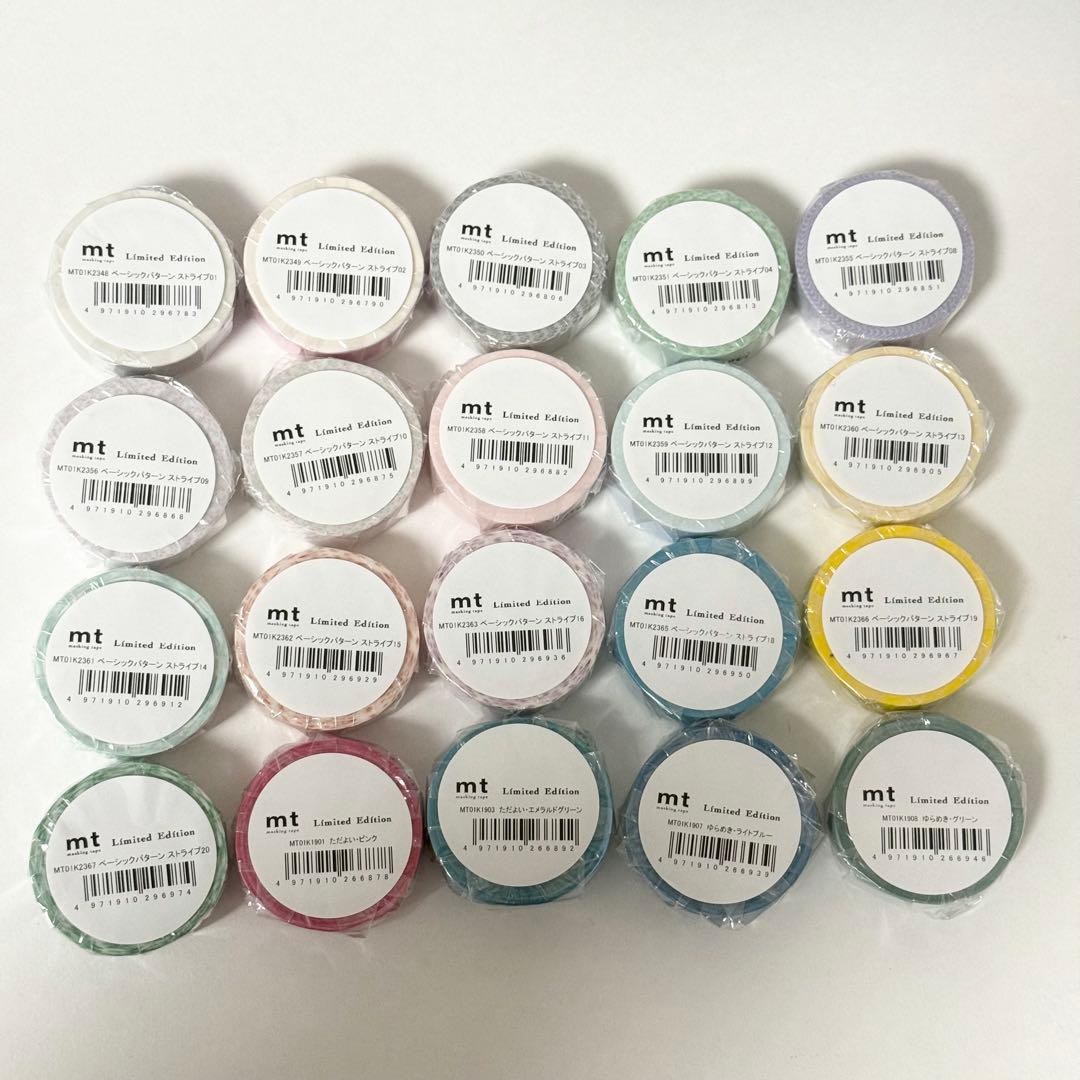 mt Limited Edition
masking tape
MT01K2348 ベーシックパターン ストライプ01
4 971910 296783
mt Limited Edition
masking tape
MT01K2349 ベーシックパターン ストライプ02
4 971910 296790
mt Limited Edition
masking tape
MT01K2350 ベーシックパターン ストライプ03
4 971910 296806
mt Limited Edition
masking tape
MT01K2351 ベーシックパターン ストライプ04
4 971910 296813
mt Limited Edition
masking tape
MT01K2355 ベーシックパターン ストライプ08
4 971910 296851
mt Limited Edition
masking tape
MT01K2356 ベーシックパターン ストライプ09
4 971910 296868
mt Limited Edition
masking tape
MT01K2357 ベーシックパターン ストライプ10
4 971910 296875
mt Limited Edition
masking tape
MT01K2358 ベーシックパターン ストライプ11
4 971910 296882
mt Limited Edition
masking tape
MT01K2359 ベーシックパターン ストライプ12
4 971910 296899
mt Limited Edition
masking tape
MT01K2360 ベーシックパターン ストライプ13
4 971910 296905
mt Limited Edition
masking tape
MT01K2361 ベーシックパターン ストライプ14
4 971910 296912
mt Limited Edition
masking tape
MT01K2362 ベーシックパターン ストライプ15
4 971910 296929
mt Limited Edition
masking tape
MT01K2363 ベーシックパターン ストライプ16
4 971910 296936
mt Limited Edition
masking tape
MT01K2365 ベーシックパターン ストライプ18
4 971910 296950
mt Limited Edition
masking tape
MT01K2366 ベーシックパターン ストライプ19
4 971910 296967
mt Limited Edition
masking tape
MT01K2367 ベーシックパターン ストライプ20
4 971910 296974
mt Limited Edition
masking tape
MT01K1901 ただよい・ピンク
4 971910 266878
mt Limited Edition
masking tape
MT01K1903 ただよい・エメラルドグリーン
4 971910 266892
mt Limited Edition
masking tape
MT01K1907 ゆらめき・ライトブルー
4 971910 266939
mt Limited Edition
masking tape
MT01K1908 ゆらめき・グリーン
4 971910 266946